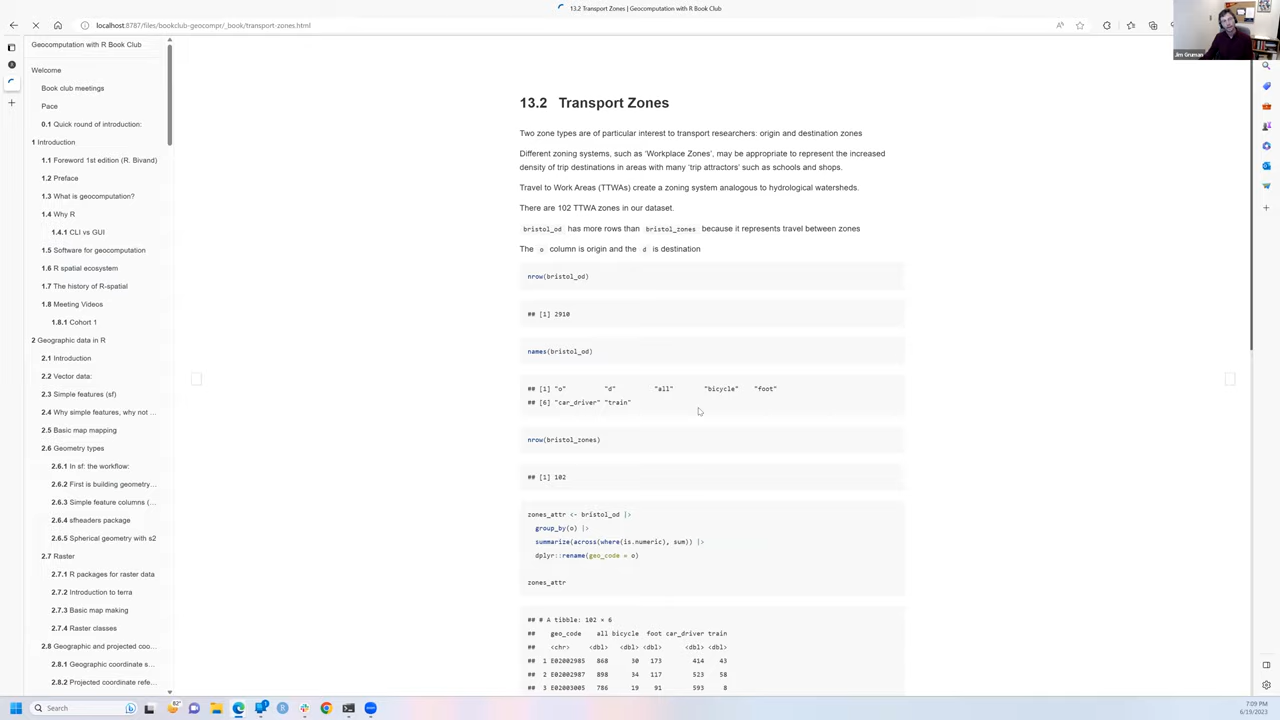 13.2 Transport Zones | Geocomputation with R Book Club
localhost:8787/files/bookclub-geocompr/_book/transport-zones.html
Jim Gruman
Geocomputation with R Book Club
Welcome
Book club meetings
Pace
0.1 Quick round of introduction:
1 Introduction
1.1 Foreword 1st edition (R. Bivand)
1.2 Preface
1.3 What is geocomputation?
1.4 Why R
1.4.1 CLI vs GUI
1.5 Software for geocomputation
1.6 R spatial ecosystem
1.7 The history of R-spatial
1.8 Meeting Videos
1.8.1 Cohort 1
2 Geographic data in R
2.1 Introduction
2.2 Vector data:
2.3 Simple features (sf)
2.4 Why simple features, why not ...
2.5 Basic map mapping
2.6 Geometry types
2.6.1 In sf: the workflow:
2.6.2 First is building geometry...
2.6.3 Simple feature columns (...
2.6.4 sfheaders package
2.6.5 Spherical geometry with s2
2.7 Raster
2.7.1 R packages for raster data
2.7.2 Introduction to terra
2.7.3 Basic map making
2.7.4 Raster classes
2.8 Geographic and projected coo...
2.8.1 Geographic coordinate s...
2.8.2 Projected coordinate refe...
13.2 Transport Zones
Two zone types are of particular interest to transport researchers: origin and destination zones
Different zoning systems, such as 'Workplace Zones', may be appropriate to represent the increased
density of trip destinations in areas with many 'trip attractors' such as schools and shops.
Travel to Work Areas (TTWAs) create a zoning system analogous to hydrological watersheds.
There are 102 TTWA zones in our dataset.
bristol_od has more rows than bristol_zones because it represents travel between zones
The o column is origin and the d is destination
nrow(bristol_od)
## [1] 2910
names(bristol_od)
## [1] "o" "d" "all" "bicycle" "foot"
## [6] "car_driver" "train"
nrow(bristol_zones)
## [1] 102
zones_attr <- bristol_od |>
group_by(o) |>
summarize(across(where(is.numeric), sum)) |>
dplyr::rename(geo_code = o)
zones_attr
## # A tibble: 102 × 6
## geo_code all bicycle foot car_driver train
## <chr> <dbl> <dbl> <dbl> <dbl> <dbl>
## 1 E02002985 868 30 173 414 43
## 2 E02002987 898 34 117 523 58
## 3 E02003005 786 19 91 593 8
Search
82°
7:09 PM
6/19/2023